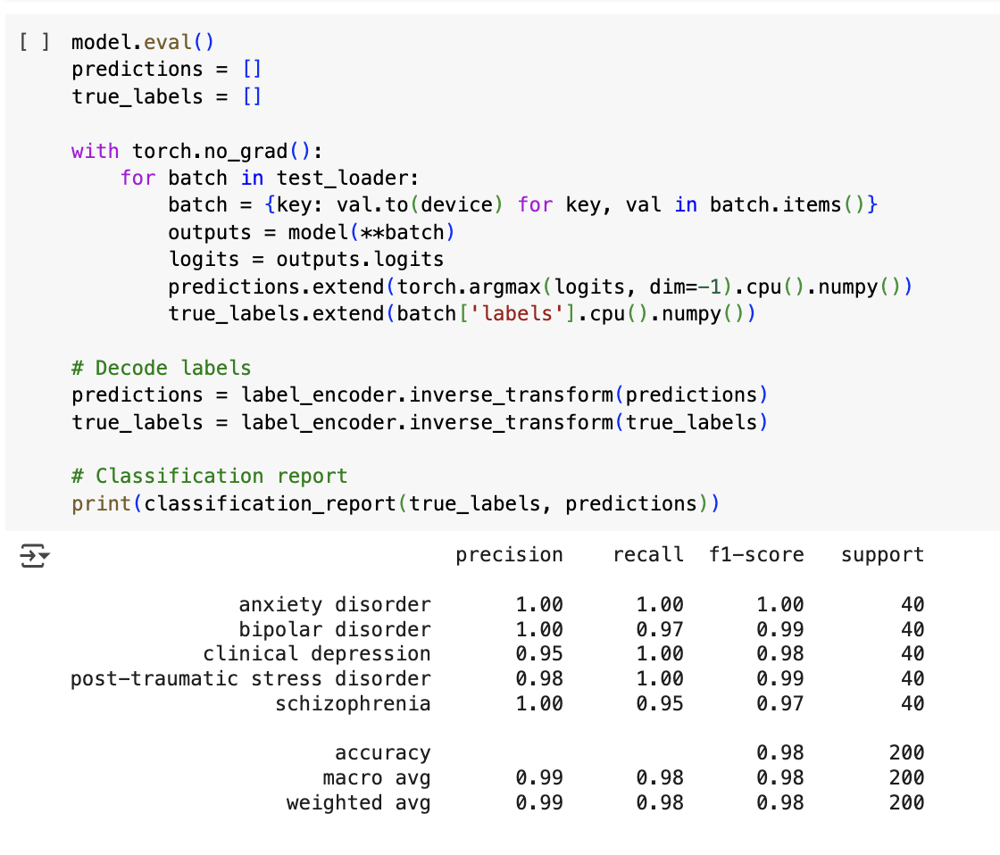 [ ] model.eval()
predictions = []
true_labels = []
with torch.no_grad():
    for batch in test_loader:
        batch = {key: val.to(device) for key, val in batch.items()}
        outputs = model(**batch)
        logits = outputs.logits
        predictions.extend(torch.argmax(logits, dim=-1).cpu().numpy())
        true_labels.extend(batch['labels'].cpu().numpy())
# Decode labels
predictions = label_encoder.inverse_transform(predictions)
true_labels = label_encoder.inverse_transform(true_labels)
# Classification report
print(classification_report(true_labels, predictions))
precision recall f1-score support
anxiety disorder 1.00 1.00 1.00 40
bipolar disorder 1.00 0.97 0.99 40
clinical depression 0.95 1.00 0.98 40
post-traumatic stress disorder 0.98 1.00 0.99 40
schizophrenia 1.00 0.95 0.97 40
accuracy 0.98 200
macro avg 0.99 0.98 0.98 200
weighted avg 0.99 0.98 0.98 200